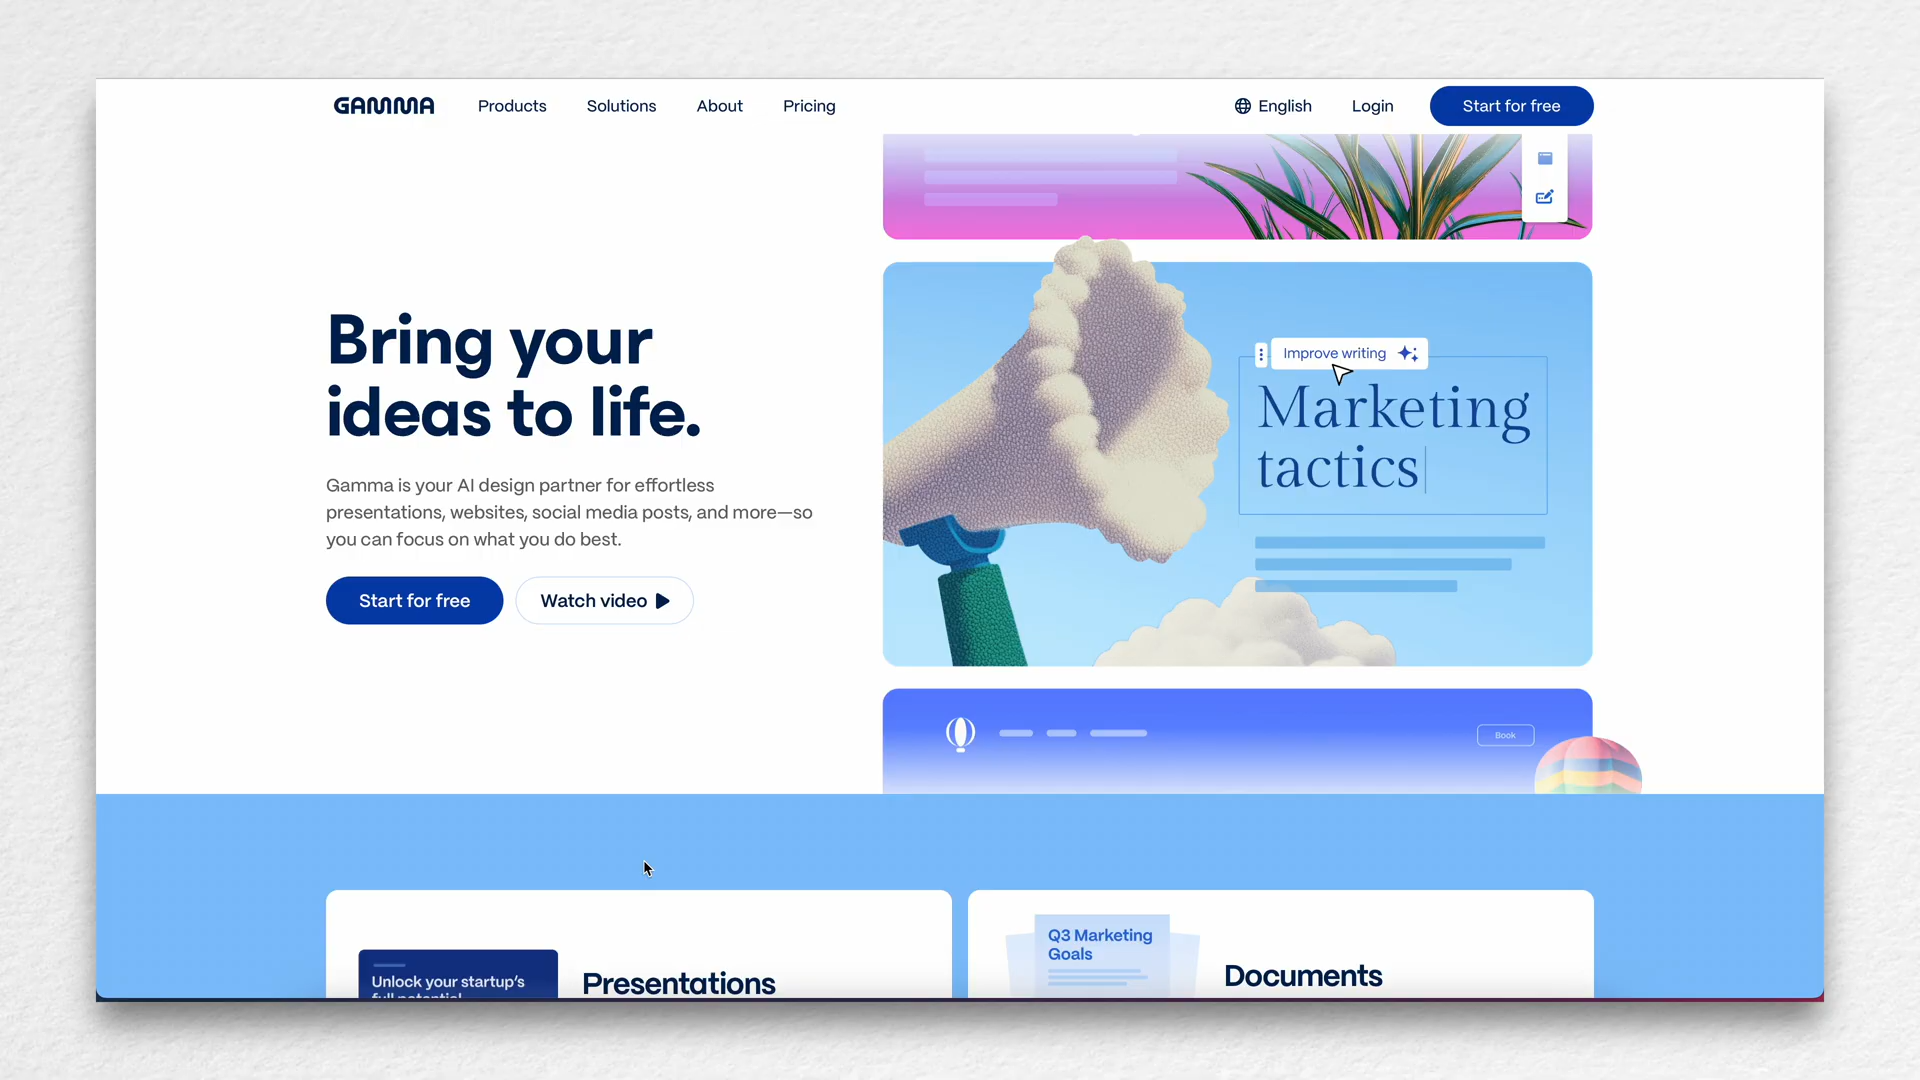 GAMMA
Products
Solutions
About
Pricing
English
Login
Start for free
Bring your
ideas to life.
Gamma is your AI design partner for effortless
presentations, websites, social media posts, and more—so
you can focus on what you do best.
Start for free
Watch video
Improve writing
Marketing
tactics
Book
Unlock your startup's
full potential
Presentations
Q3 Marketing
Goals
Documents